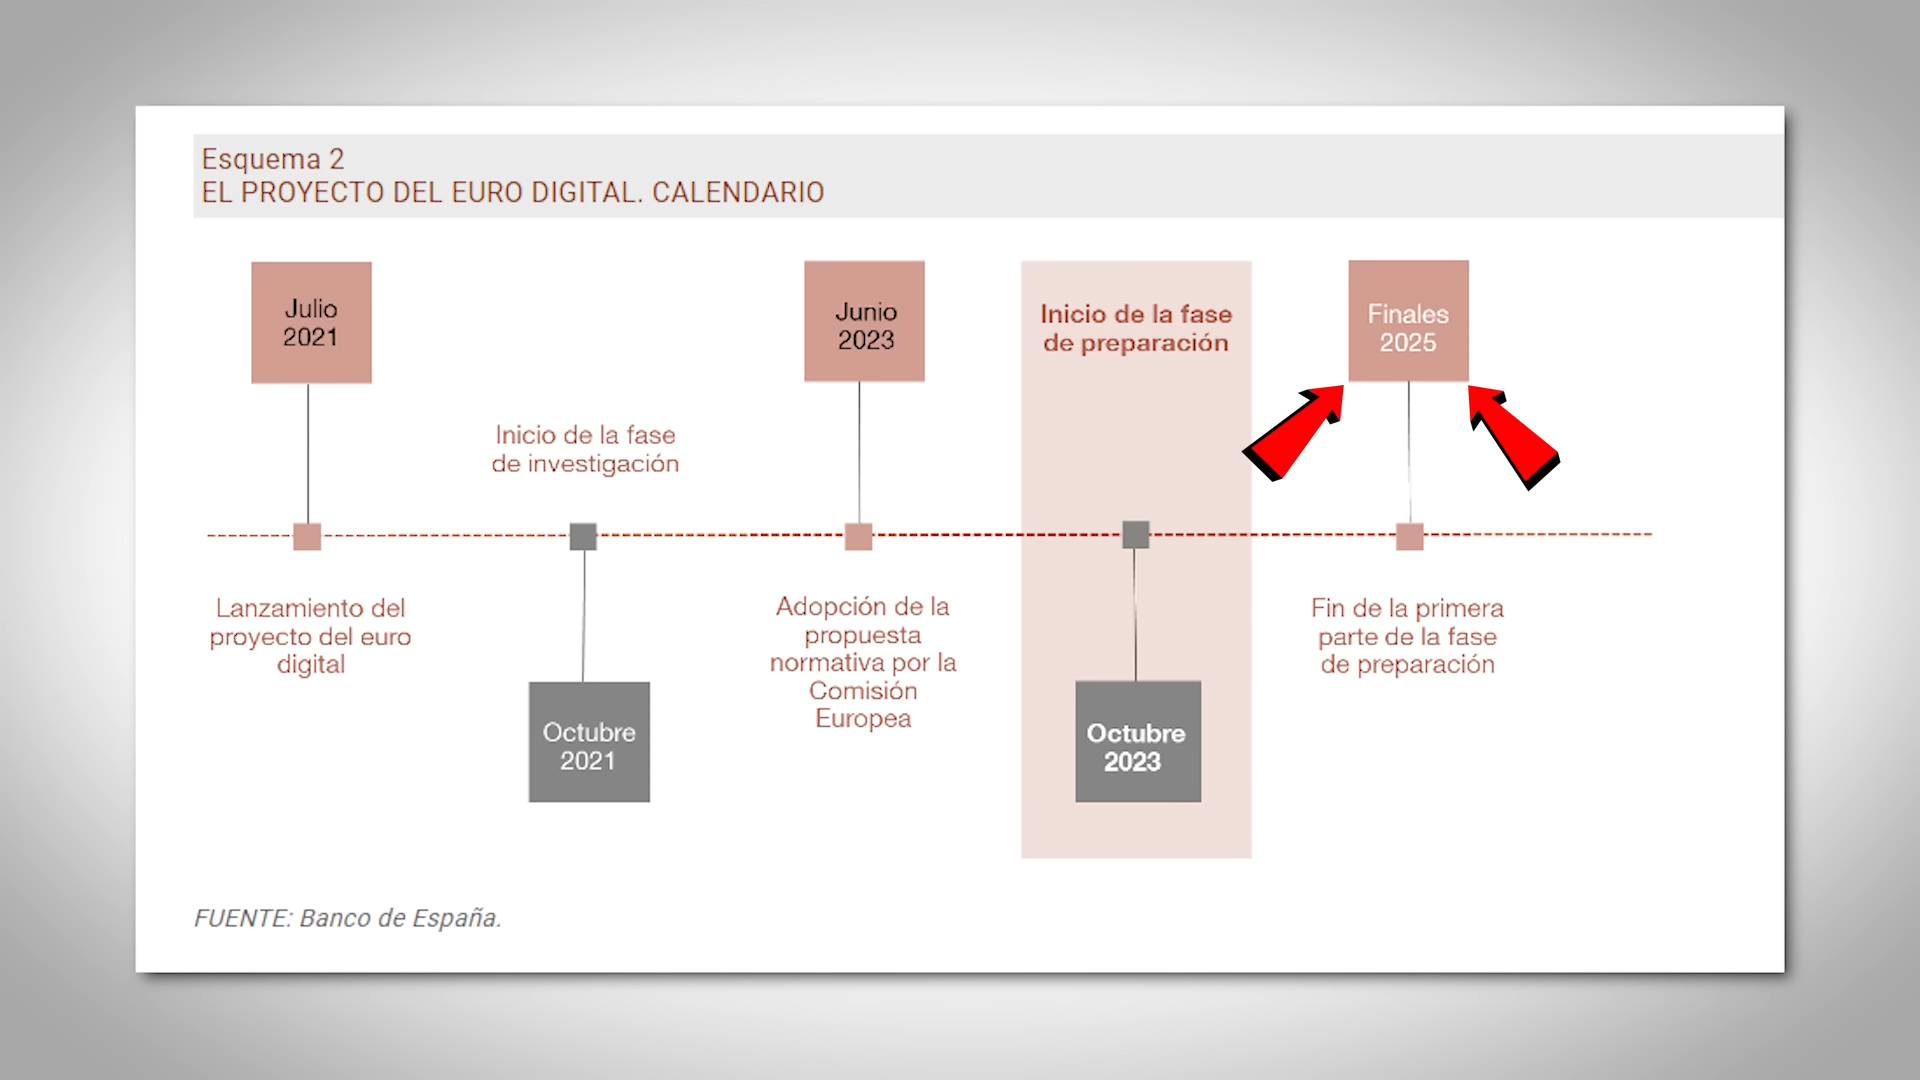 Esquema 2
EL PROYECTO DEL EURO DIGITAL. CALENDARIO
Julio
2021
Lanzamiento del
proyecto del euro
digital
Inicio de la fase
de investigación
Octubre
2021
Junio
2023
Adopción de la
propuesta
normativa por la
Comisión
Europea
Inicio de la fase
de preparación
Octubre
2023
Finales
2025
Fin de la primera
parte de la fase
de preparación
FUENTE: Banco de España.